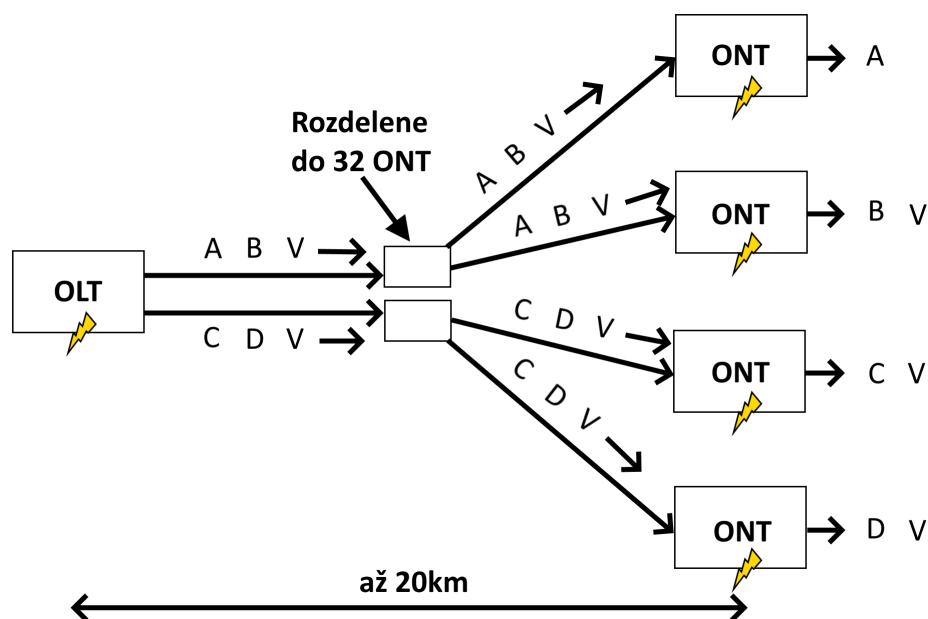 ONT
A
A B V
Rozdelene
do 32 ONT
A B V
ONT
B V
A B V
OLT
C D V
C D V
ONT
C V
C D V
ONT
D V
až 20km